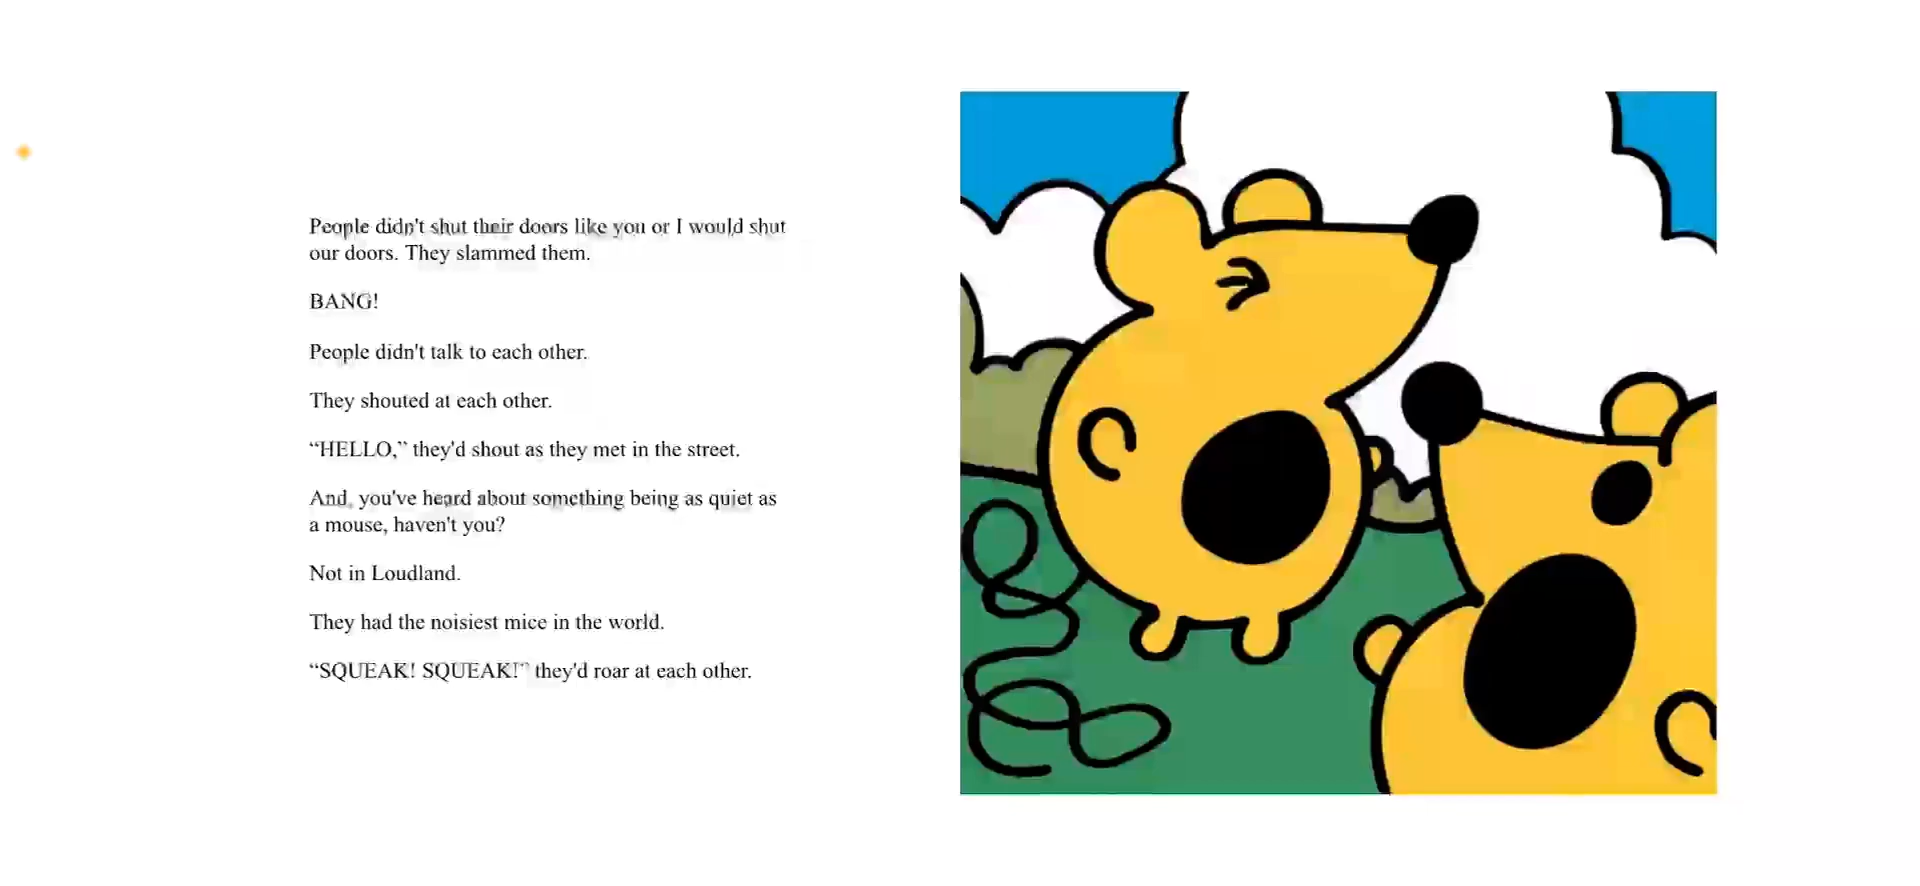 People didn't shut their doors like you or I would shut
our doors. They slammed them.
BANG!
People didn't talk to each other.
They shouted at each other.
“HELLO,” they'd shout as they met in the street.
And, you've heard about something being as quiet as
a mouse, haven't you?
Not in Loudland.
They had the noisiest mice in the world.
“SQUEAK! SQUEAK!” they'd roar at each other.